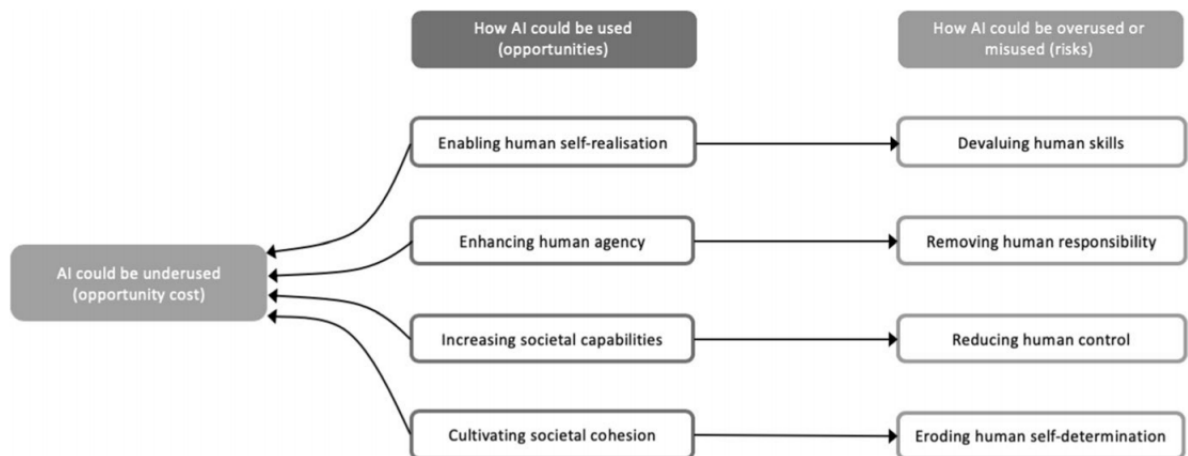 How AI could be used
(opportunities)
How AI could be overused or
misused (risks)
Enabling human self-realisation
Devaluing human skills
Enhancing human agency
Removing human responsibility
AI could be underused
(opportunity cost)
Increasing societal capabilities
Reducing human control
Cultivating societal cohesion
Eroding human self-determination